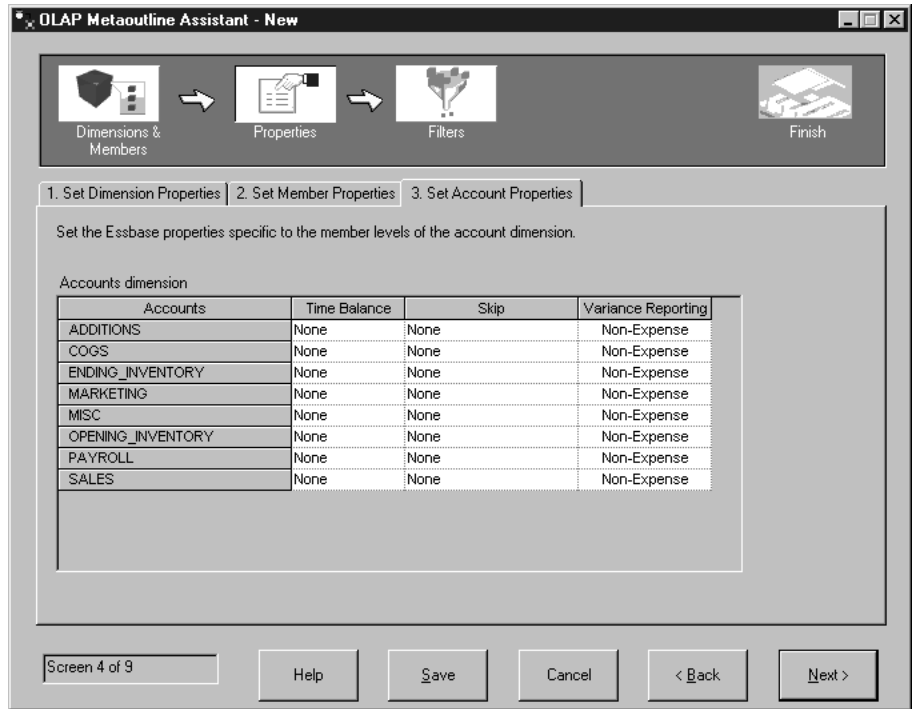 OLAP Metaoutline Assistant - New
Dimensions & Members
Properties
Filters
Finish
1. Set Dimension Properties
2. Set Member Properties
3. Set Account Properties
Set the Essbase properties specific to the member levels of the account dimension.
Accounts dimension
Accounts Time Balance Skip Variance Reporting
ADDITIONS None None Non-Expense
COGS None None Non-Expense
ENDING_INVENTORY None None Non-Expense
MARKETING None None Non-Expense
MISC None None Non-Expense
OPENING_INVENTORY None None Non-Expense
PAYROLL None None Non-Expense
SALES None None Non-Expense
Screen 4 of 9
Help
Save
Cancel
< Back
Next >